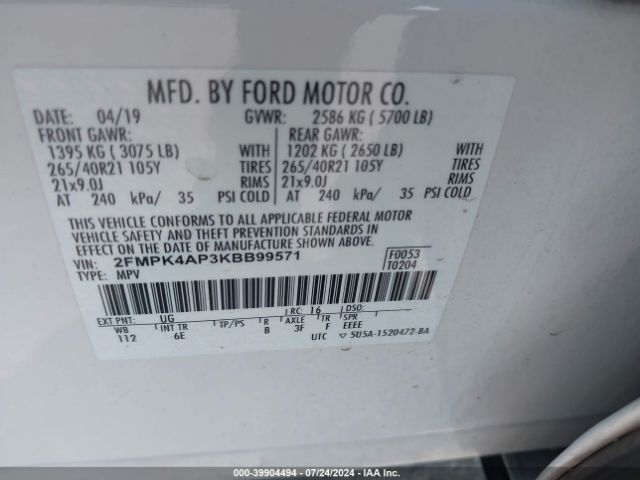 MFD. BY FORD MOTOR CO.
DATE: 04/19 GVWR: 2586 KG ( 5700 LB)
FRONT GAWR: REAR GAWR:
1395 KG ( 3075 LB) WITH 1202 KG ( 2650 LB) WITH
265/40R21 105Y TIRES 265/40R21 105Y TIRES
21x9.0J RIMS 21x9.0J RIMS
AT 240 kPa/ 35 PSI COLD AT 240 kPa/ 35 PSI COLD
THIS VEHICLE CONFORMS TO ALL APPLICABLE FEDERAL MOTOR
VEHICLE SAFETY AND THEFT PREVENTION STANDARDS IN
EFFECT ON THE DATE OF MANUFACTURE SHOWN ABOVE.
VIN: 2FMPK4AP3KBB99571 F0053
TYPE: MPV T0204
EXT PNT: UG RC: 16 DSO:
WB INT TR TP/PS R AXLE TR SPR
112 6E B 3F F EEEE
UTC ▽ 5U5A-1520472-BA
000-39904494 • 07/24/2024 • IAA.COM